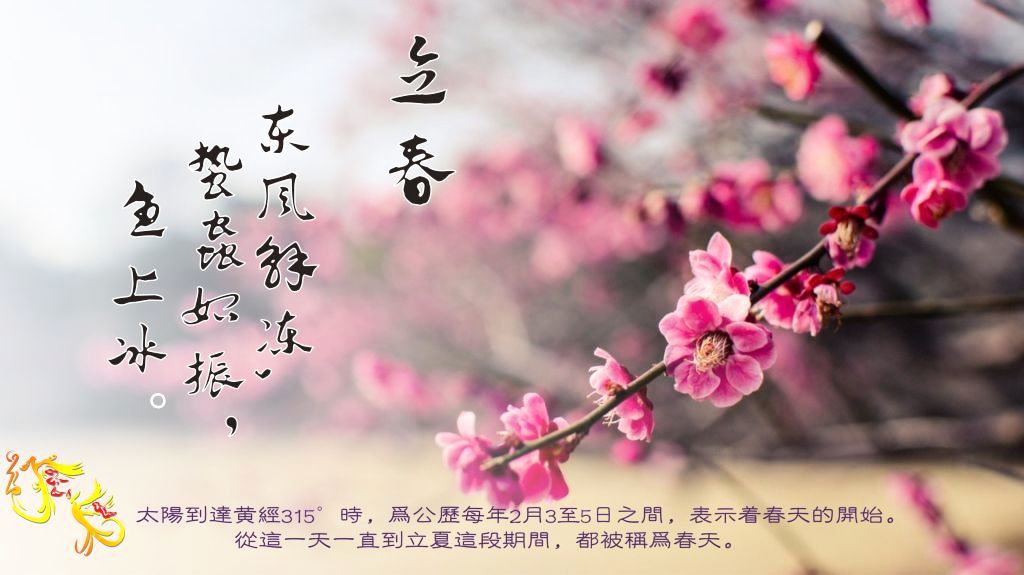 立春
东风解冻、
蛰虫如振，
鱼上冰。
太陽到達黄經315°時，爲公歷每年2月3至5日之間，表示着春天的開始。
從這一天一直到立夏這段期間，都被稱爲春天。